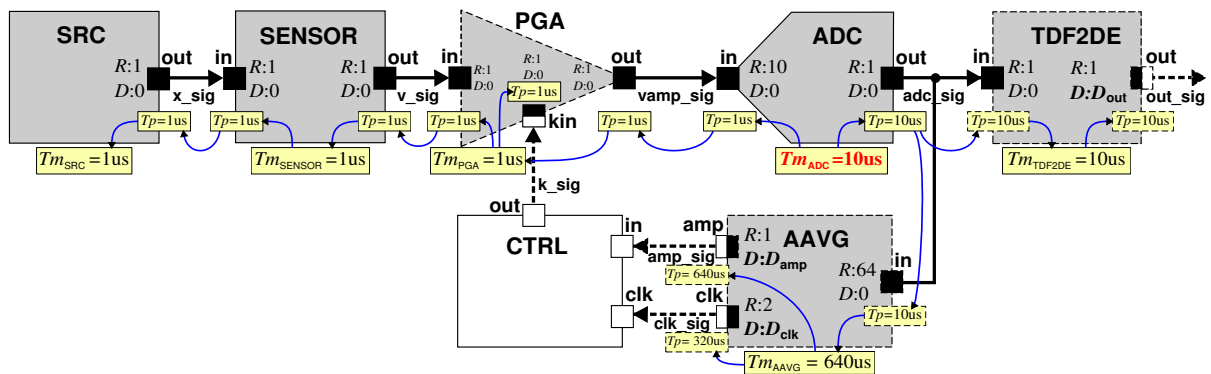 SRC
out
R:1
D:0
Tp=1us
Tm_SRC =1us
x_sig
SENSOR
in
R:1
D:0
out
R:1
D:0
Tp=1us
Tp=1us
Tm_SENSOR =1us
v_sig
PGA
in
R:1
D:0
R:1
D:0
Tp=1us
kin
R:1
D:0
out
Tp=1us
Tp=1us
Tm_PGA =1us
vamp_sig
ADC
in
R:10
D:0
out
R:1
D:0
Tp=1us
Tp=10us
Tm_ADC =10us
adc_sig
TDF2DE
in
R:1
D:0
R:1
D:D_out
out
out_sig
Tp=10us
Tp=10us
Tm_TDF2DE =10us
k_sig
out
CTRL
in
clk
amp_sig
clk_sig
AAVG
amp
R:1
D:D_amp
Tp= 640us
clk
R:2
D:D_clk
Tp= 320us
in
R:64
D:0
Tp=10us
Tm_AAVG = 640us